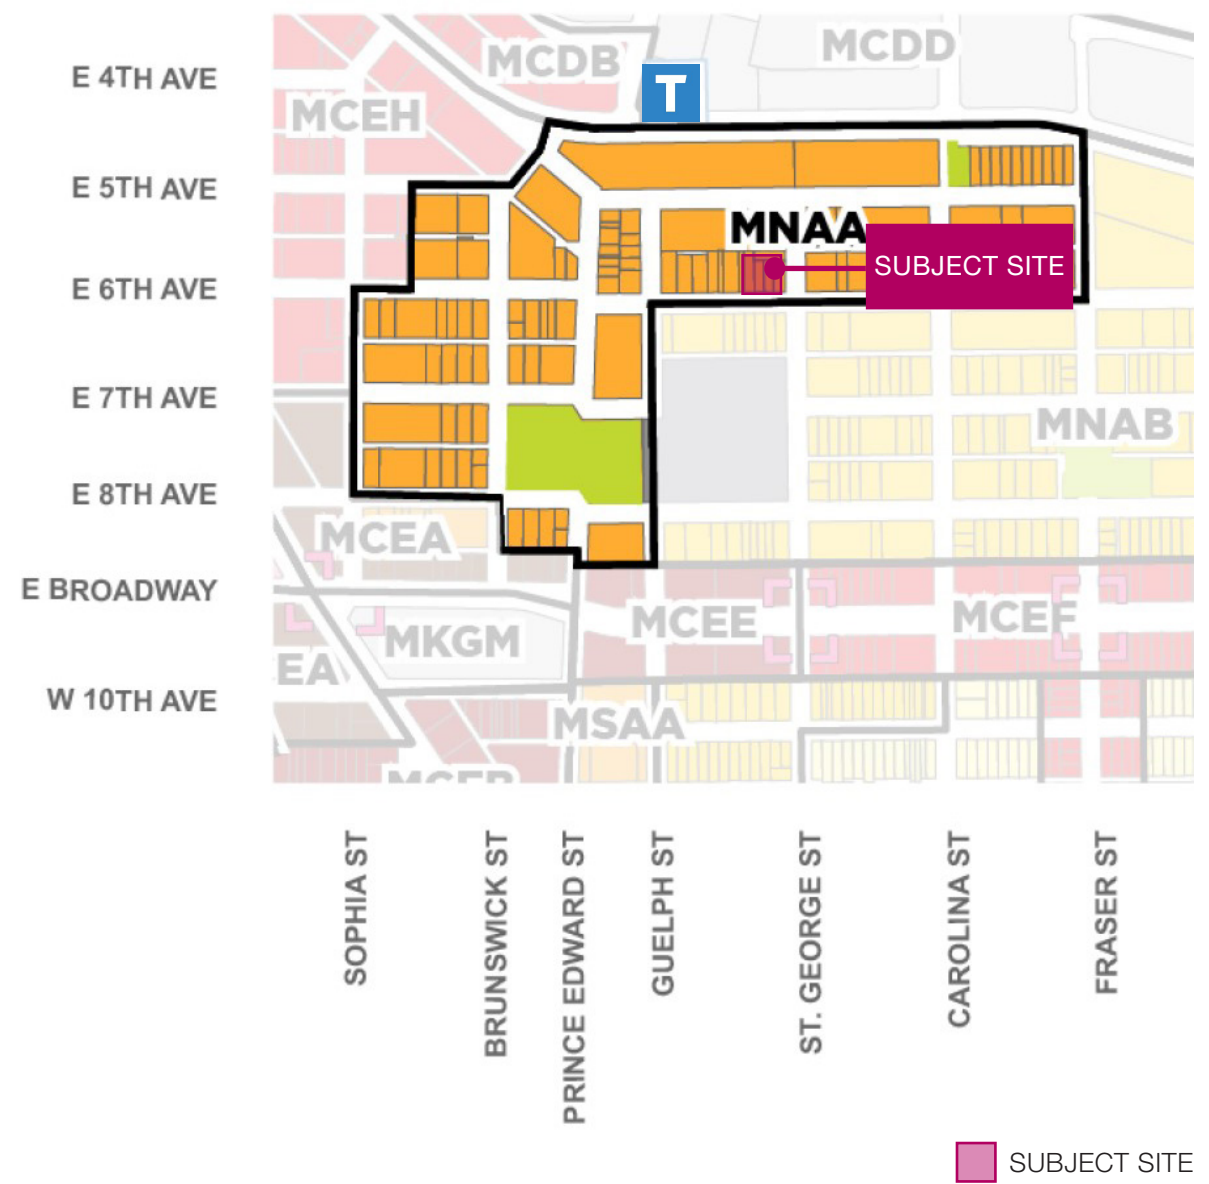 MCDB
MCDD
E 4TH AVE
T
MCEH
E 5TH AVE
MNAA
SUBJECT SITE
E 6TH AVE
E 7TH AVE
MNAB
E 8TH AVE
MCEA
E BROADWAY
MCEE
MCEF
MKGM
EA
W 10TH AVE
MSAA
SOPHIA ST
BRUNSWICK ST
PRINCE EDWARD ST
GUELPH ST
ST. GEORGE ST
CAROLINA ST
FRASER ST
SUBJECT SITE